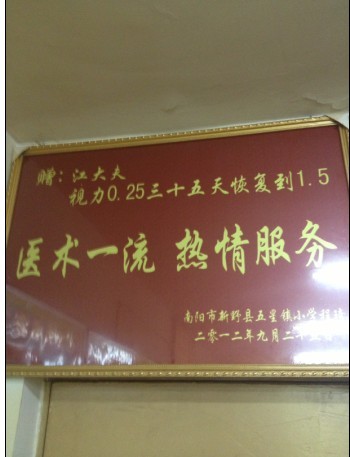 赠：江大夫
视力0.25三十五天恢复到1.5
医术一流 热情服务
南阳市新野县五星镇小学
二零一二年九月二十